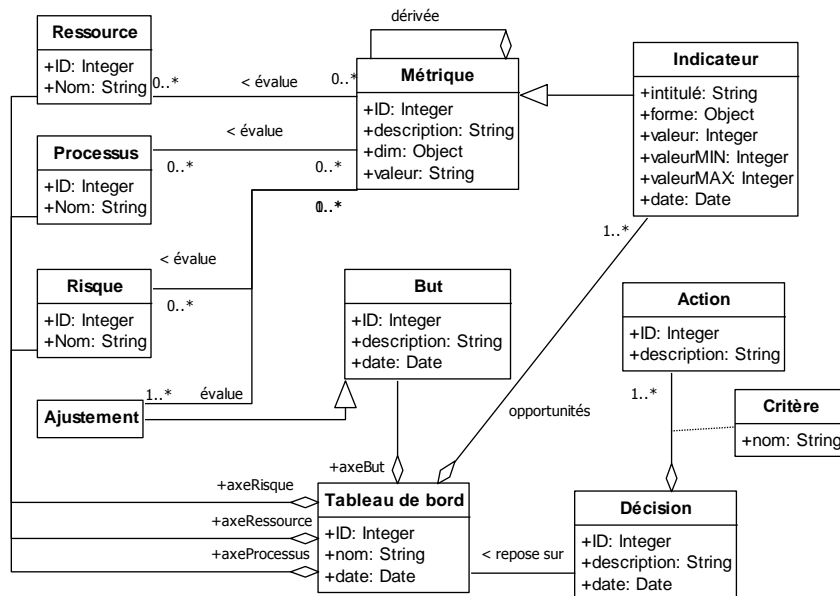 dérivée
Ressource
+ID: Integer
+Nom: String
0..*
< évalue
0..*
Métrique
+ID: Integer
+description: String
+dim: Object
+valeur: String
Indicateur
+intitulé: String
+forme: Object
+valeur: Integer
+valeurMIN: Integer
+valeurMAX: Integer
+date: Date
Processus
+ID: Integer
+Nom: String
< évalue
0..*
0..*
0..*
1..*
Risque
+ID: Integer
+Nom: String
< évalue
0..*
But
+ID: Integer
+description: String
+date: Date
Action
+ID: Integer
+description: String
1..*
Ajustement
1..*
évalue
opportunités
Critère
+nom: String
+axeBut
+axeRisque
+axeRessource
+axeProcessus
Tableau de bord
+ID: Integer
+nom: String
+date: Date
< repose sur
Décision
+ID: Integer
+description: String
+date: Date